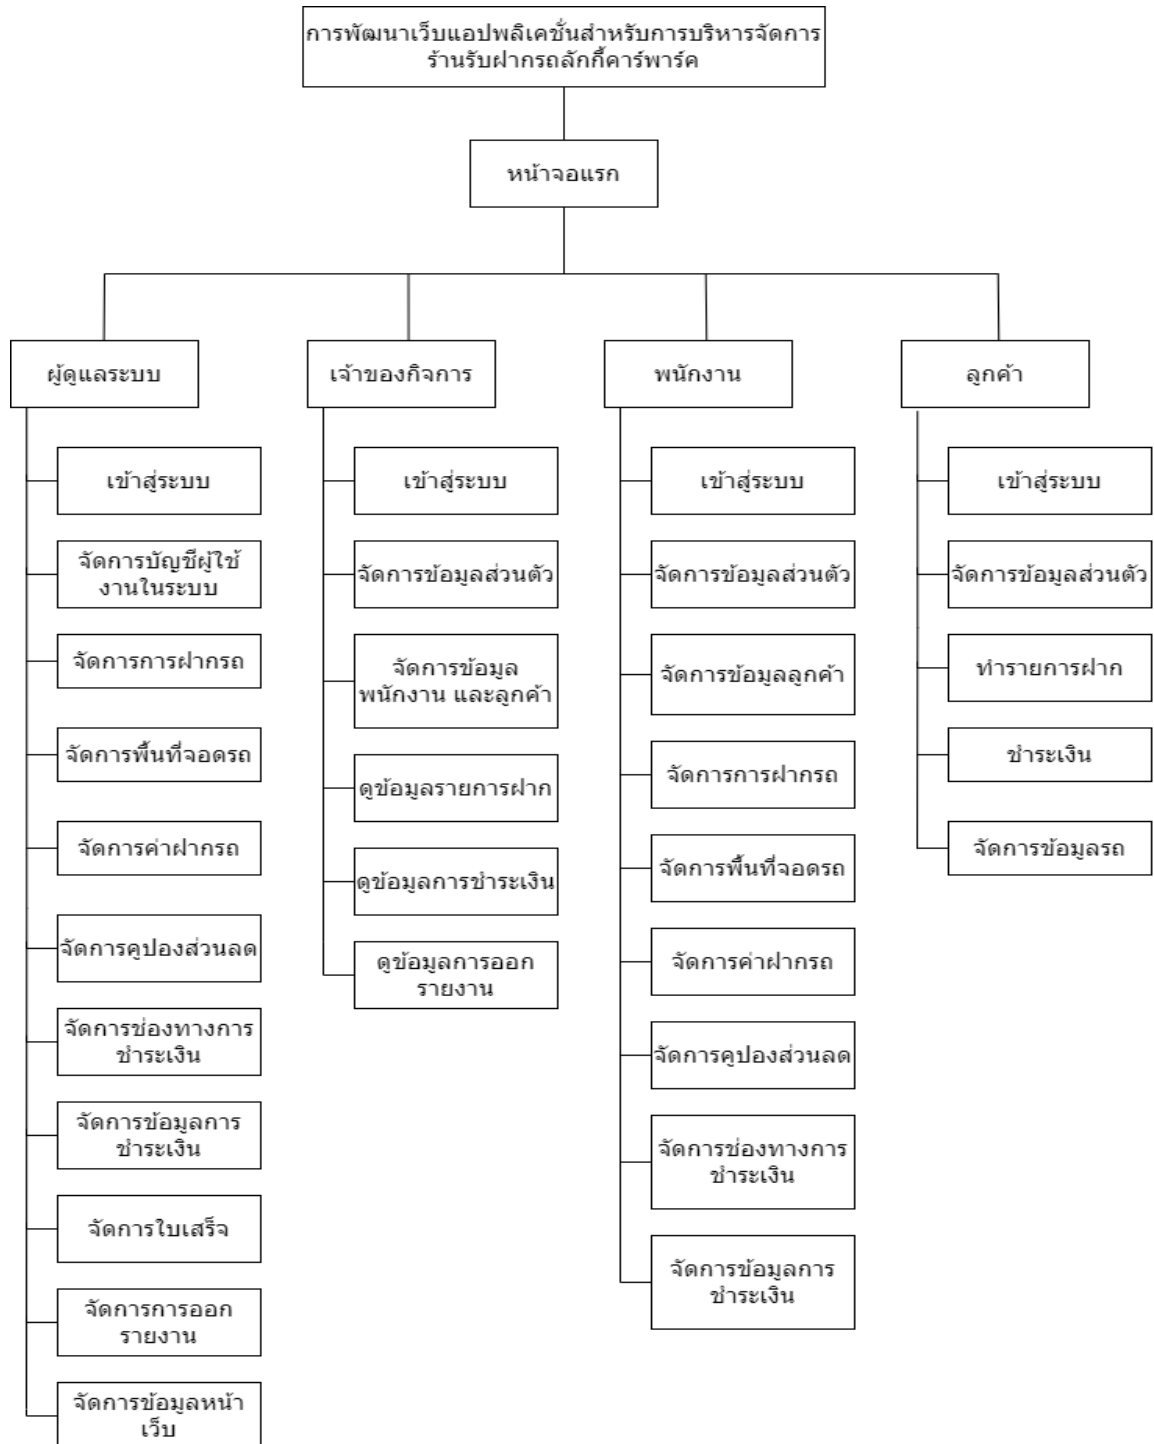 การพัฒนาเว็บแอปพลิเคชั่นสำหรับการบริหารจัดการ
ร้านรับฝากรถลักกี้คาร์พาร์ค
หน้าจอแรก
ผู้ดูแลระบบ
เข้าสู่ระบบ
จัดการบัญชีผู้ใช้
งานในระบบ
จัดการการฝากรถ
จัดการพื้นที่จอดรถ
จัดการค่าฝากรถ
จัดการคูปองส่วนลด
จัดการช่องทางการ
ชำระเงิน
จัดการข้อมูลการ
ชำระเงิน
จัดการใบเสร็จ
จัดการการออก
รายงาน
จัดการข้อมูลหน้า
เว็บ
เจ้าของกิจการ
เข้าสู่ระบบ
จัดการข้อมูลส่วนตัว
จัดการข้อมูล
พนักงาน และลูกค้า
ดูข้อมูลรายการฝาก
ดูข้อมูลการชำระเงิน
ดูข้อมูลการออก
รายงาน
พนักงาน
เข้าสู่ระบบ
จัดการข้อมูลส่วนตัว
จัดการข้อมูลลูกค้า
จัดการการฝากรถ
จัดการพื้นที่จอดรถ
จัดการค่าฝากรถ
จัดการคูปองส่วนลด
จัดการช่องทางการ
ชำระเงิน
จัดการข้อมูลการ
ชำระเงิน
ลูกค้า
เข้าสู่ระบบ
จัดการข้อมูลส่วนตัว
ทำรายการฝาก
ชำระเงิน
จัดการข้อมูลรถ